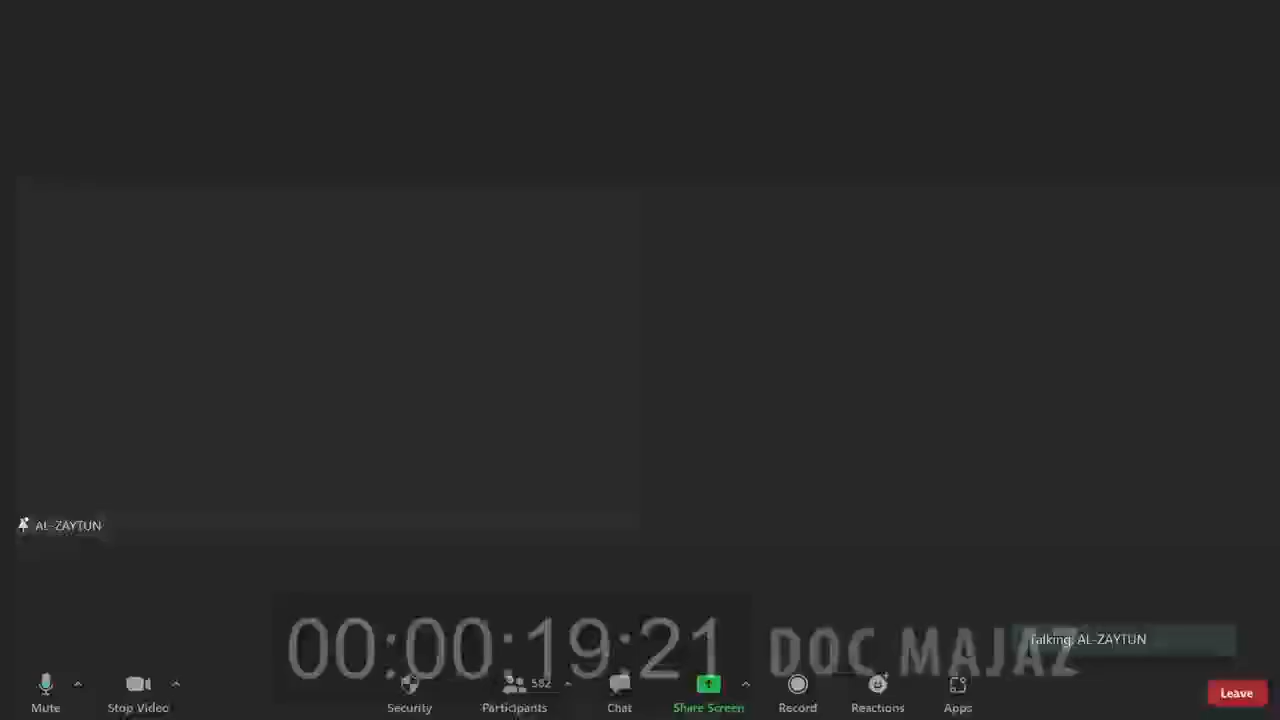 AL-ZAYTUN
00:00:19:21
DOC MAJAZ
Talking: AL-ZAYTUN
582
Mute
Stop Video
Security
Participants
Chat
Share Screen
Record
Reactions
Apps
Leave